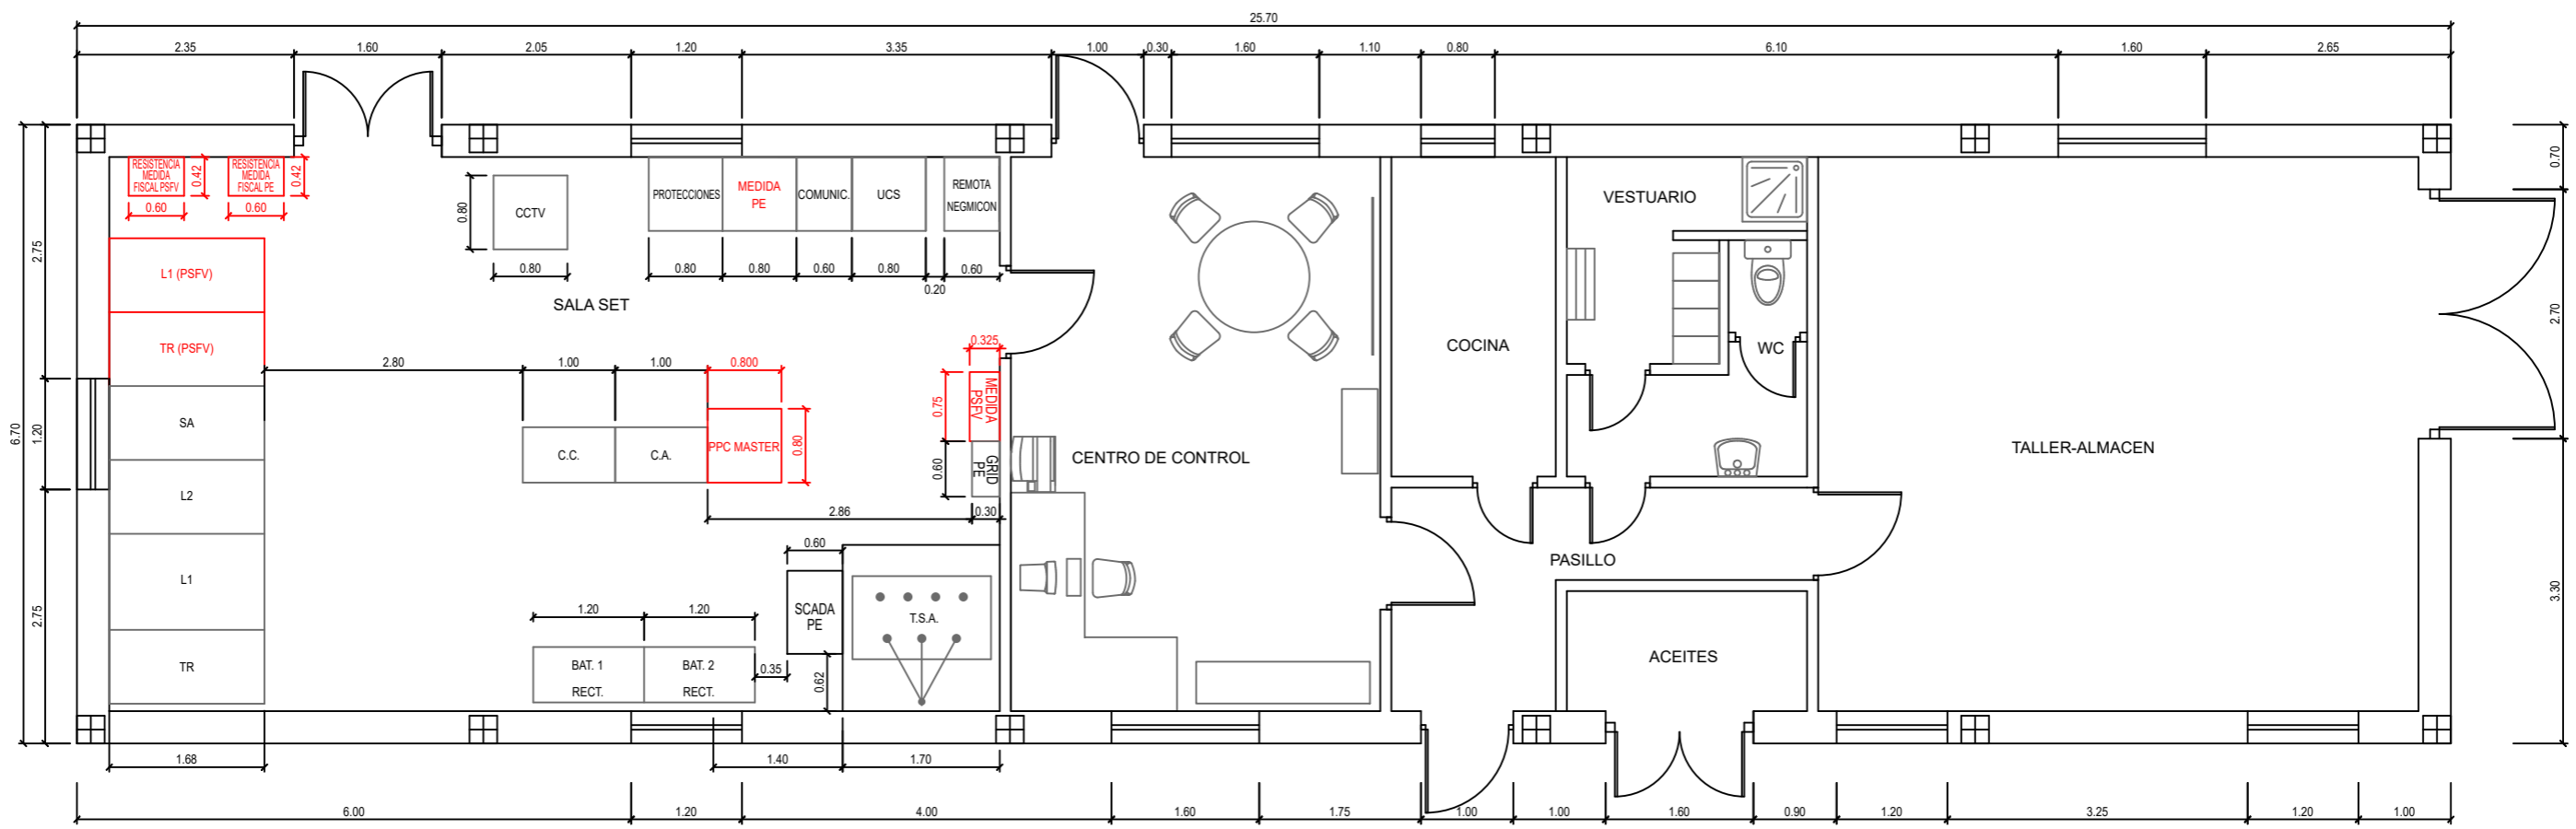 25.70
2.35 1.60 2.05 1.20 3.35 1.00 0.30 1.60 1.10 0.80 6.10 1.60 2.65
RESISTENCIA
MEDIDA
FISCAL PSFV
0.42
0.60
RESISTENCIA
MEDIDA
FISCAL PE
0.42
0.60
CCTV
0.80
0.80
PROTECCIONES
MEDIDA
PE
COMUNIC.
UCS
REMOTA
NEGMICON
0.80 0.80 0.60 0.80 0.20 0.60
SALA SET
L1 (PSFV)
TR (PSFV)
SA
L2
L1
TR
2.80 1.00 1.00 0.800
C.C.
C.A.
PPC MASTER
0.80
0.325
0.75
MEDIDA
PSFV
0.60
GRID
PE
2.86 0.30
0.60
SCADA
PE
0.62
T.S.A.
1.20 1.20
BAT. 1
RECT.
BAT. 2
RECT.
0.35
CENTRO DE CONTROL
COCINA
VESTUARIO
WC
PASILLO
ACEITES
TALLER-ALMACEN
6.70
2.75
1.20
2.75
0.70
2.70
3.30
1.68 1.40 1.70
6.00 1.20 4.00 1.60 1.75 1.00 1.00 1.60 0.90 1.20 3.25 1.20 1.00